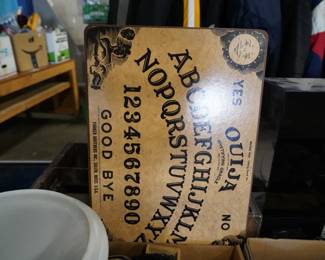 YES
OUIJA
NO
ABCDEFGHIJKLM
NOPQRSTUVWXYZ
1234567890
GOOD BYE